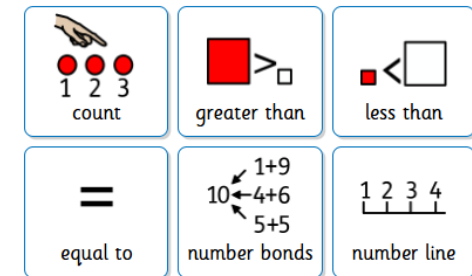 1 2 3
count
>
greater than
<
less than
=
equal to
1+9
10 4+6
5+5
number bonds
1 2 3 4
number line